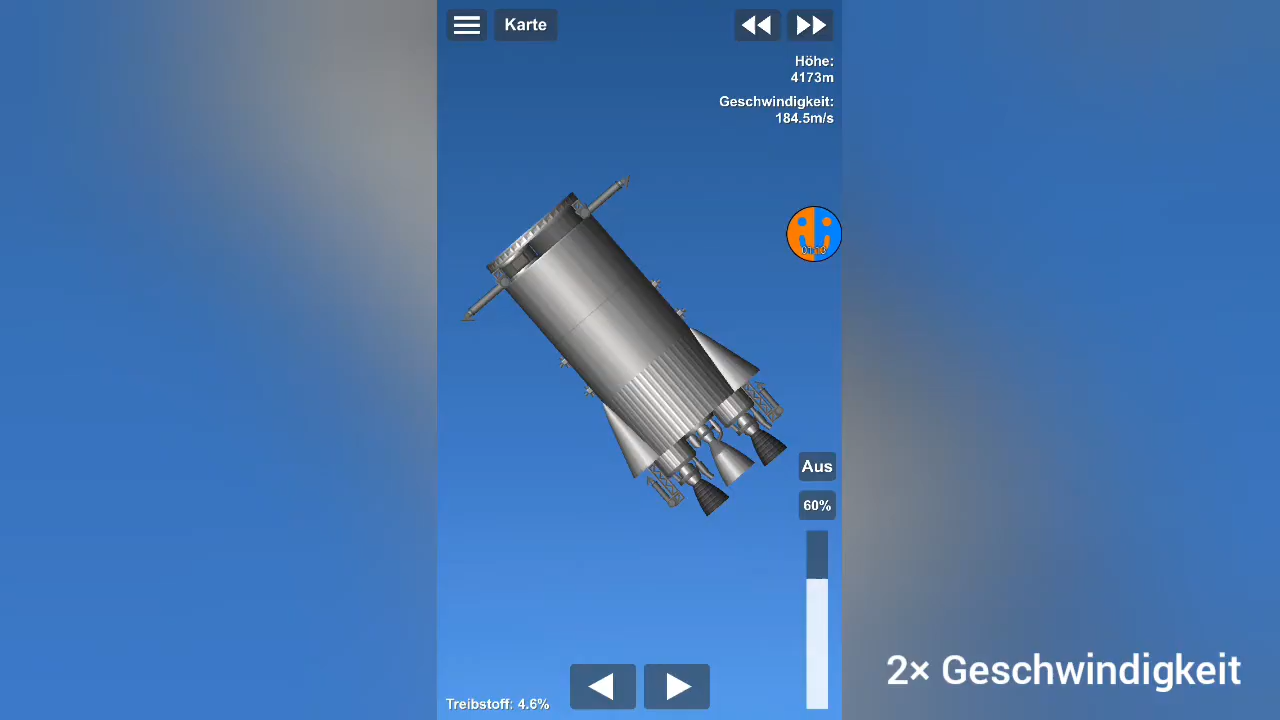 Karte
Höhe:
4173m
Geschwindigkeit:
184.5m/s
Aus
60%
2× Geschwindigkeit
Treibstoff: 4.6%